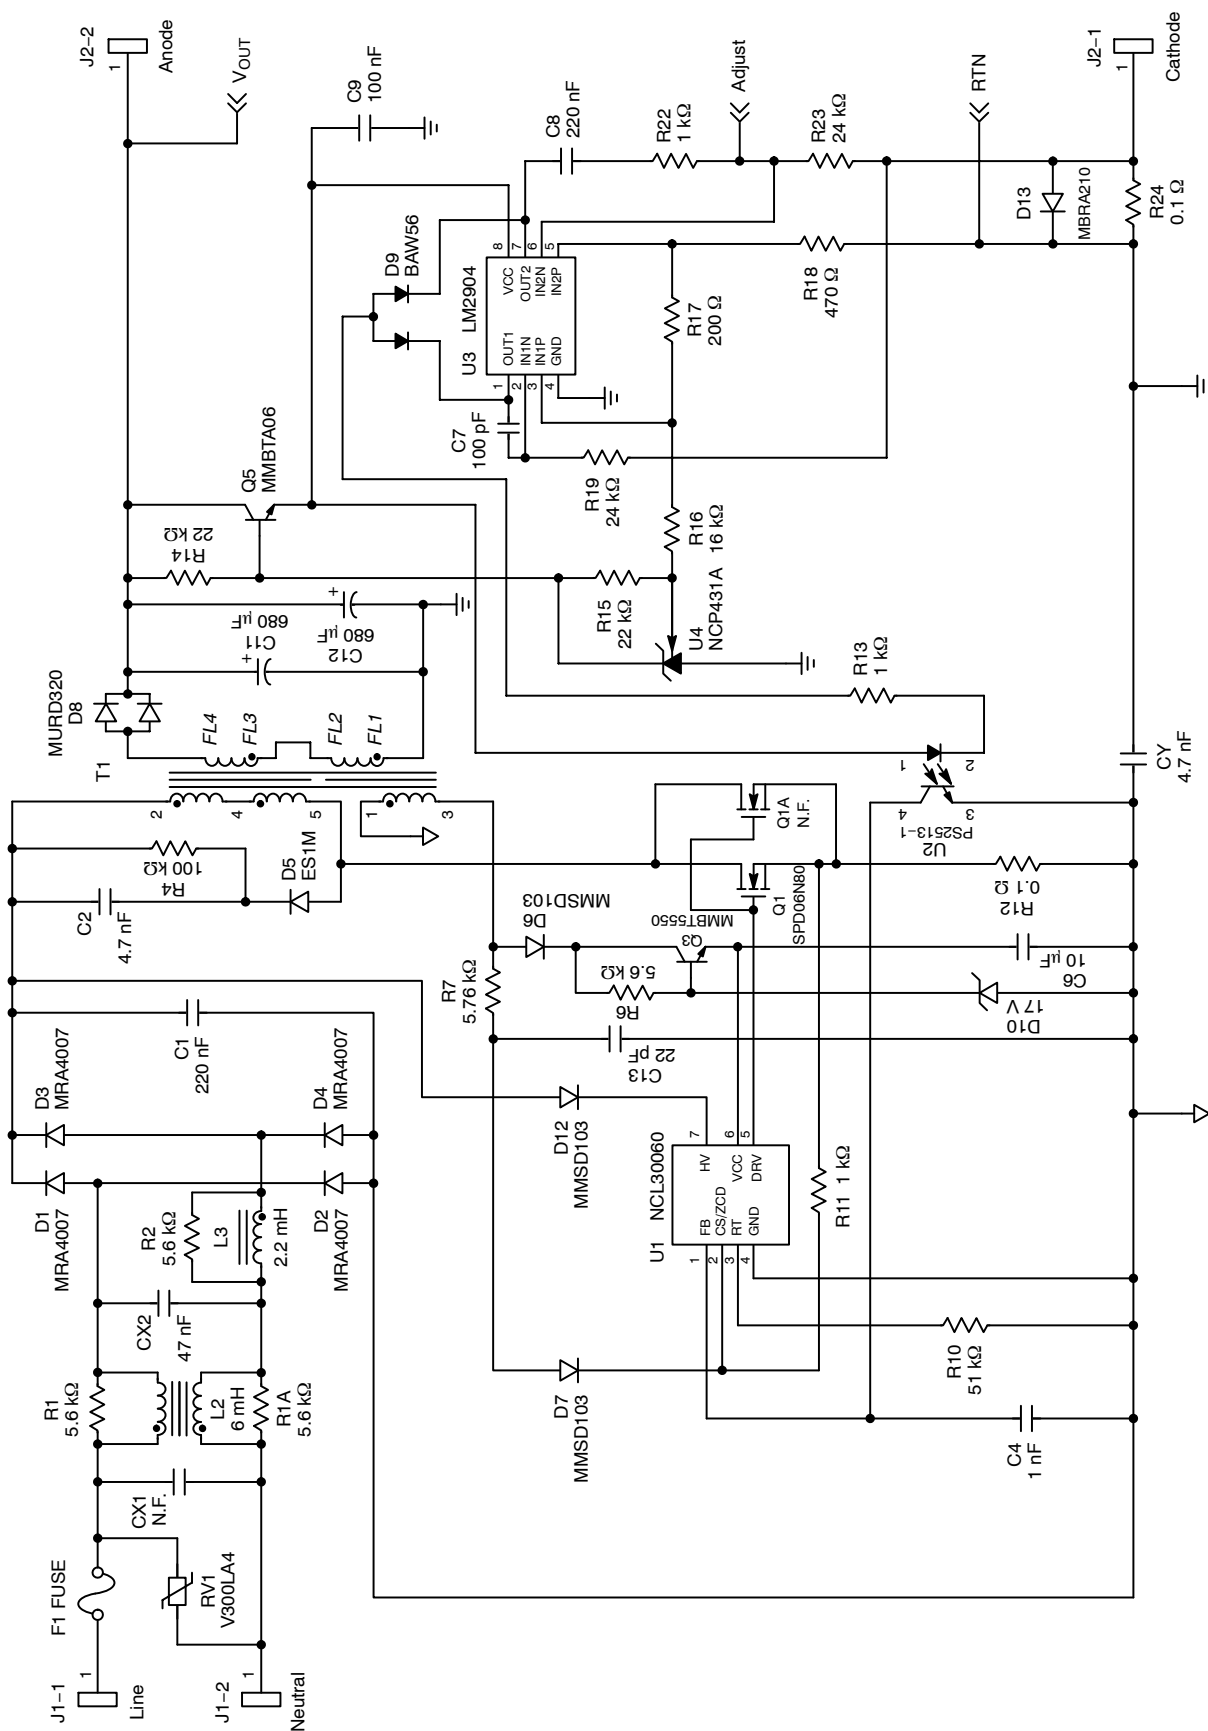 J1−1
1
Line
F1 FUSE
RV1
V300LA4
J1−2
1
Neutral
CX1
N.F.
R1
5.6 kΩ
L2
6 mH
R1A
5.6 kΩ
CX2
47 nF
R2
5.6 kΩ
L3
2.2 mH
D1
MRA4007
D3
MRA4007
D2
MRA4007
D4
MRA4007
C1
220 nF
C2
4.7 nF
R4
100 kΩ
D5
ES1M
T1
2
4
5
1
3
FL4
FL3
FL2
FL1
MURD320
D8
C11
680 μF
+
C12
680 μF
+
R14
22 kΩ
Q5
MMBTA06
J2−2
1
Anode
VOUT
C9
100 nF
D9
BAW56
U3
LM2904
OUT1
IN1N
IN1P
GND
VCC
OUT2
IN2N
IN2P
1
2
3
4
8
7
6
5
C7
100 pF
C8
220 nF
R22
1 kΩ
Adjust
R23
24 kΩ
R19
24 kΩ
R16
16 kΩ
R17
200 Ω
R18
470 Ω
RTN
D13
MBRA210
R24
0.1 Ω
J2−1
1
Cathode
R15
22 kΩ
U4
NCP431A
R13
1 kΩ
1
2
4
3
PS2513−1
U2
CY
4.7 nF
R7
5.76 kΩ
D6
MMSD103
R6
5.6 kΩ
Q3
MMBT5550
Q1
SPD06N80
Q1A
N.F.
R12
0.1 Ω
C6
10 μF
D10
17 V
C13
22 pF
D12
MMSD103
D7
MMSD103
U1
NCL30060
FB
CS/ZCD
RT
GND
HV
VCC
DRV
1
2
3
4
7
6
5
R11 1 kΩ
R10
51 kΩ
C4
1 nF